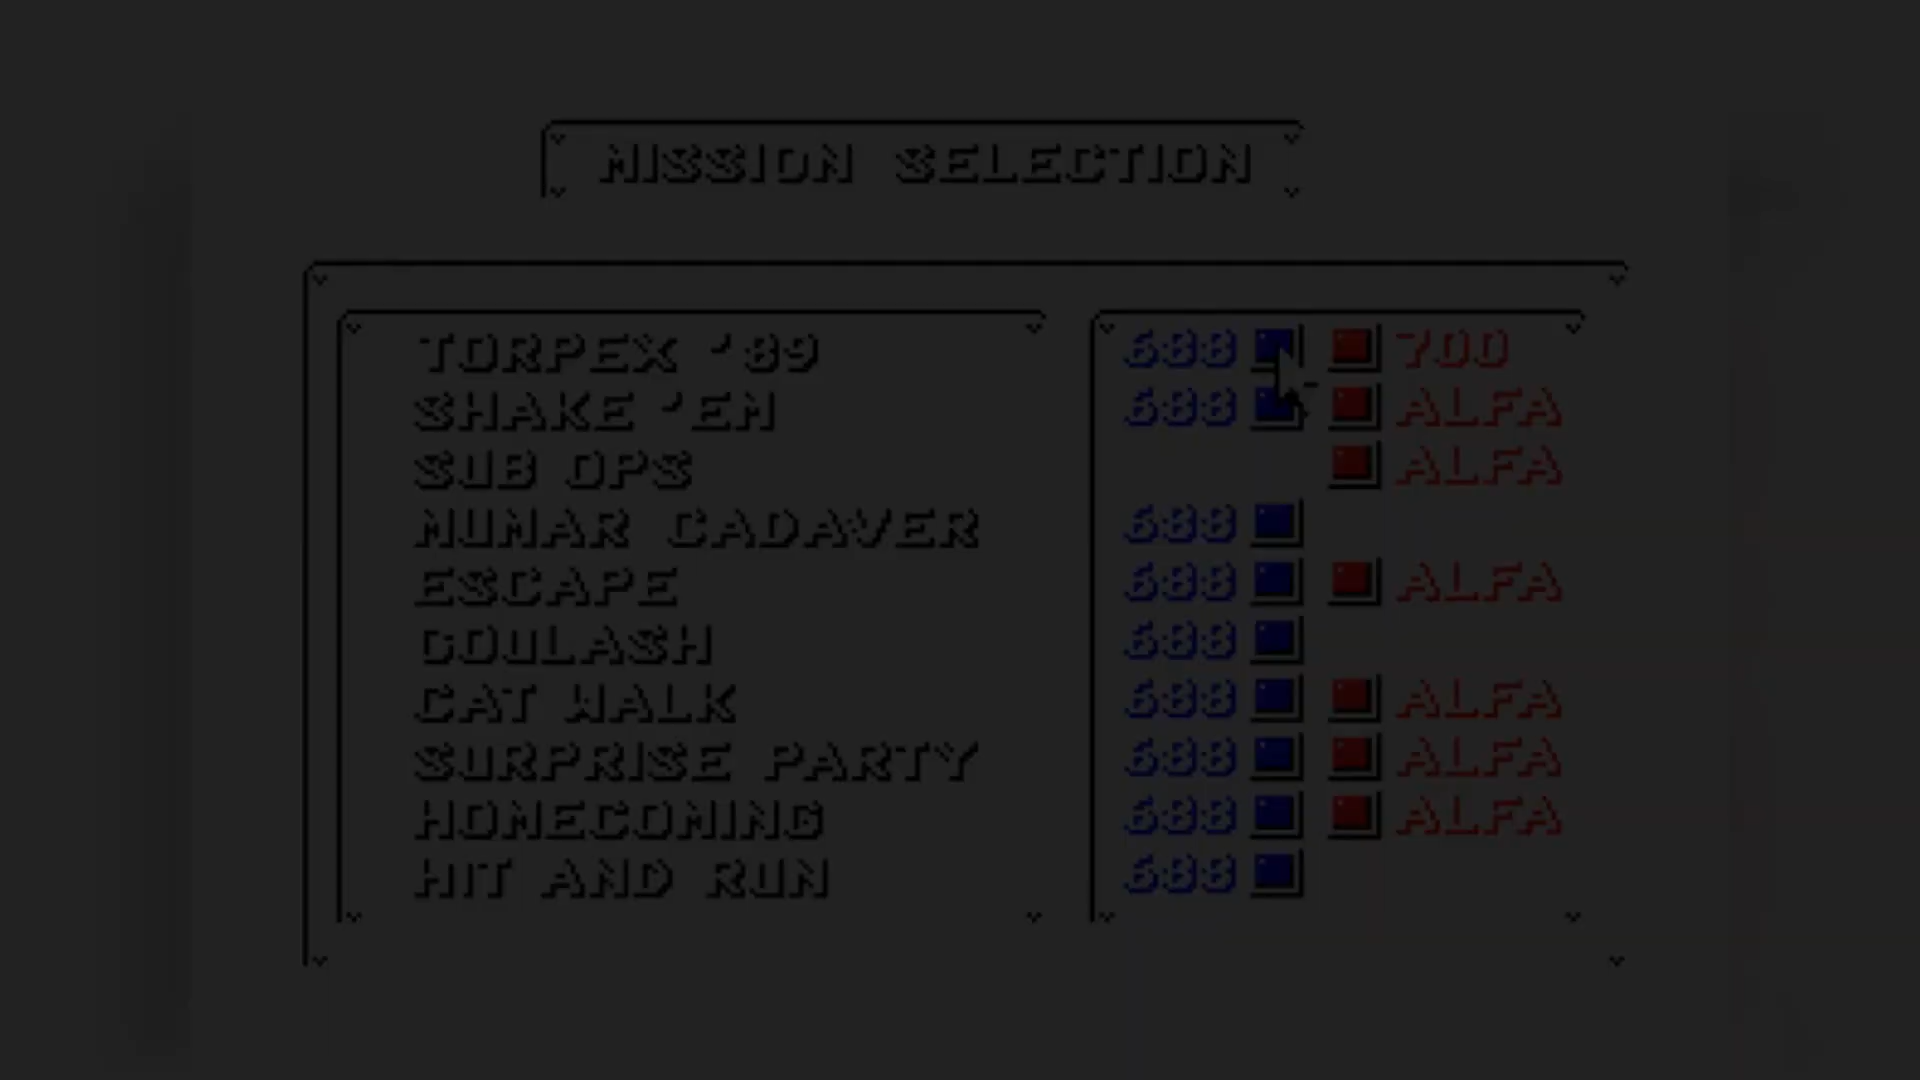 MISSION SELECTION
TORPEX '89 688 700
SHAKE 'EM 688 ALFA
SUB OPS ALFA
MUMAR CADAVER 688
ESCAPE 688 ALFA
GOULASH 688
CAT WALK 688 ALFA
SURPRISE PARTY 688 ALFA
HOMECOMING 688 ALFA
HIT AND RUN 688